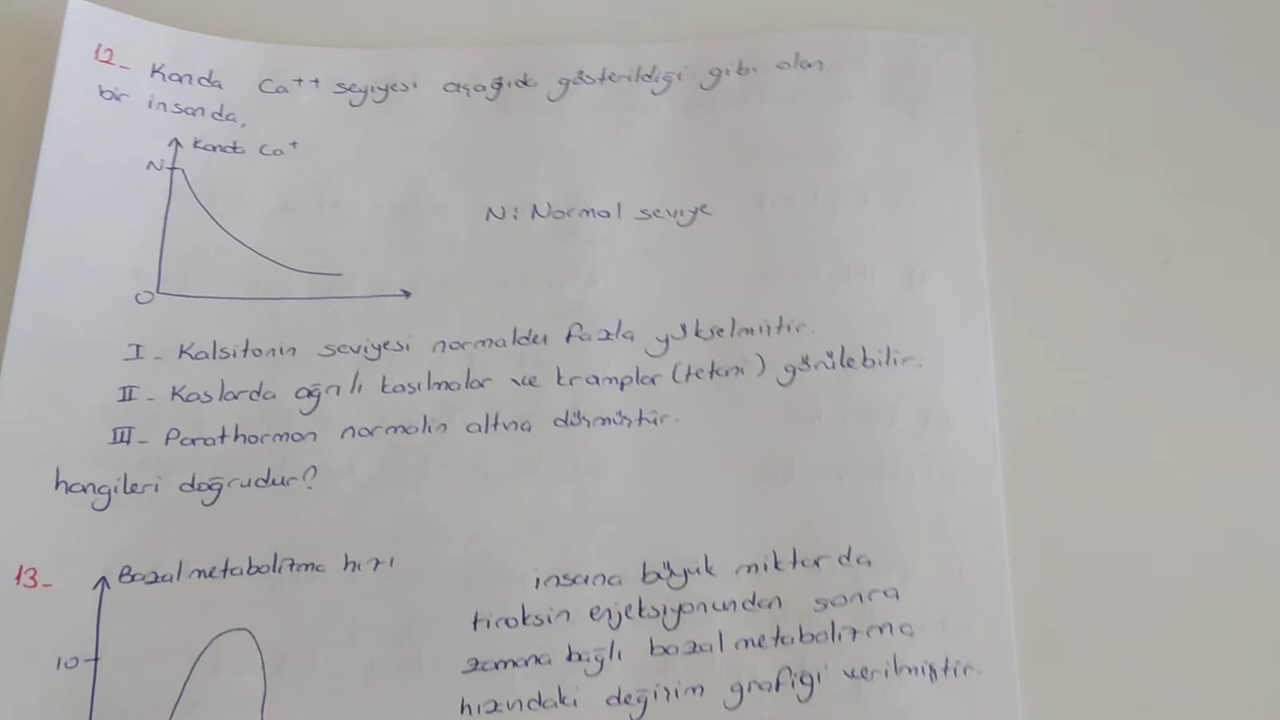 12- Kanda Ca++ seviyesi aşağıda gösterildiği gibi olan
bir insanda,
Kanda Ca+
N
N: Normal seviye
O
I - Kalsitonin seviyesi normalden fazla yükselmiştir.
II - Kaslarda ağrılı kasılmalar ve kramplar (tetani) görülebilir.
III - Parathormon normalin altına düşmüştür.
hangileri doğrudur?
13- Bazal metabolizma hızı
10
insana büyük miktarda
tiroksin enjeksiyonundan sonra
zamana bağlı bazal metabolizma
hızındaki değişim grafiği verilmiştir.